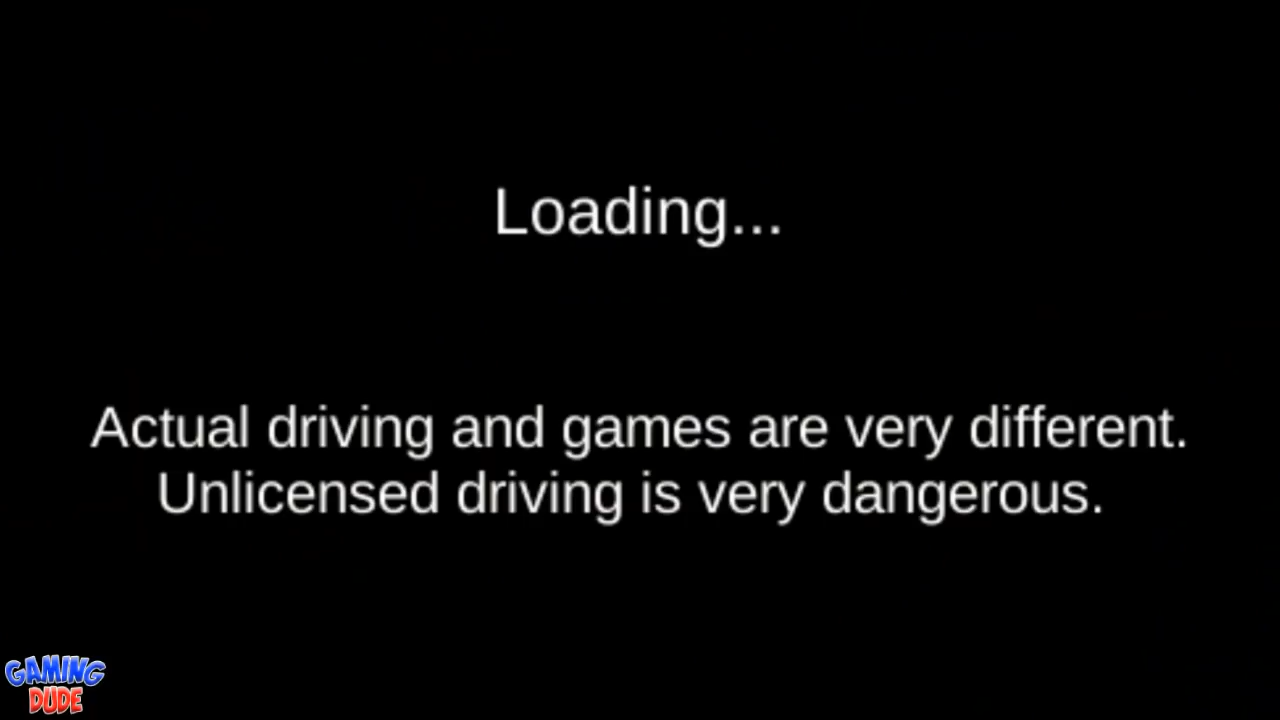 Loading...
Actual driving and games are very different.
Unlicensed driving is very dangerous.
GAMING
DUDE